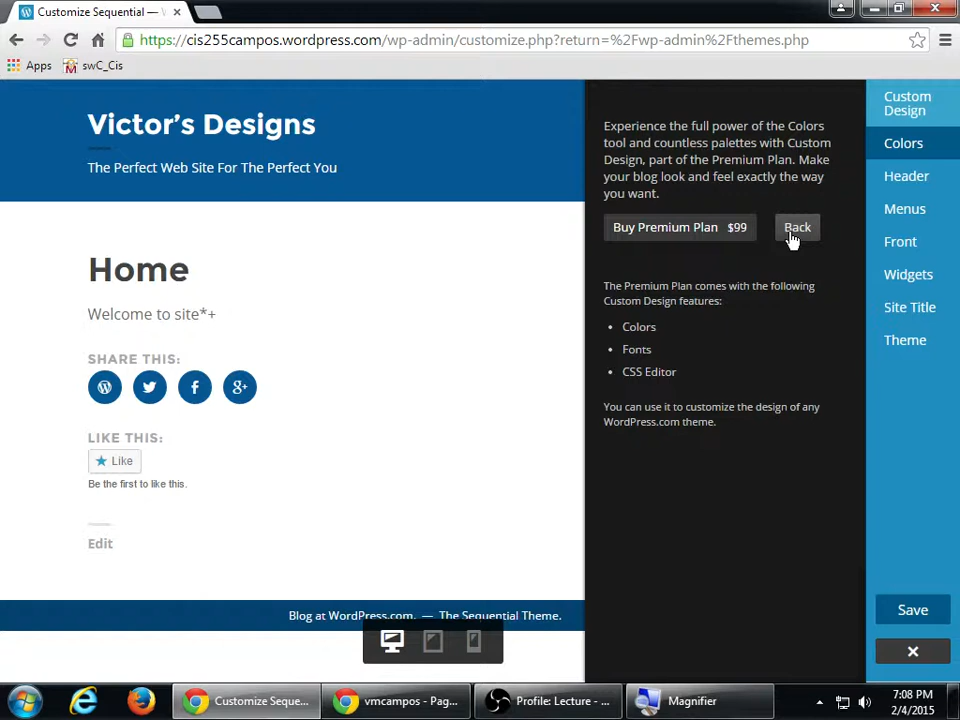 Customize Sequential — W
https://cis255campos.wordpress.com/wp-admin/customize.php?return=%2Fwp-admin%2Fthemes.php
Apps
swC_Cis
Victor's Designs
The Perfect Web Site For The Perfect You
Home
Welcome to site*+
SHARE THIS:
LIKE THIS:
Like
Be the first to like this.
Edit
Blog at WordPress.com. — The Sequential Theme.
Experience the full power of the Colors
tool and countless palettes with Custom
Design, part of the Premium Plan. Make
your blog look and feel exactly the way
you want.
Buy Premium Plan $99
Back
The Premium Plan comes with the following
Custom Design features:
• Colors
• Fonts
• CSS Editor
You can use it to customize the design of any
WordPress.com theme.
Custom
Design
Colors
Header
Menus
Front
Widgets
Site Title
Theme
Save
Customize Seque...
vmcampos - Pag...
Profile: Lecture - ...
Magnifier
7:08 PM
2/4/2015